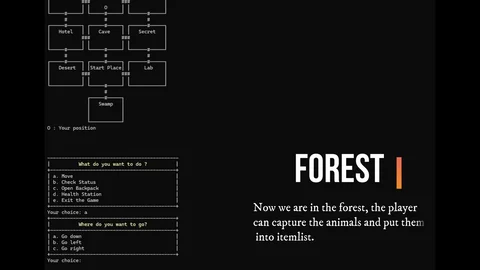 O
Hotel Cave Secret
Desert Start Place Lab
Swamp
O : Your position
What do you want to do ?
a. Move
b. Check Status
c. Open Backpack
d. Health Station
e. Exit the Game
Your choice: a
Where do you want to go?
a. Go down
b. Go left
c. Go right
Your choice:
FOREST
Now we are in the forest, the player
can capture the animals and put them
into itemlist.